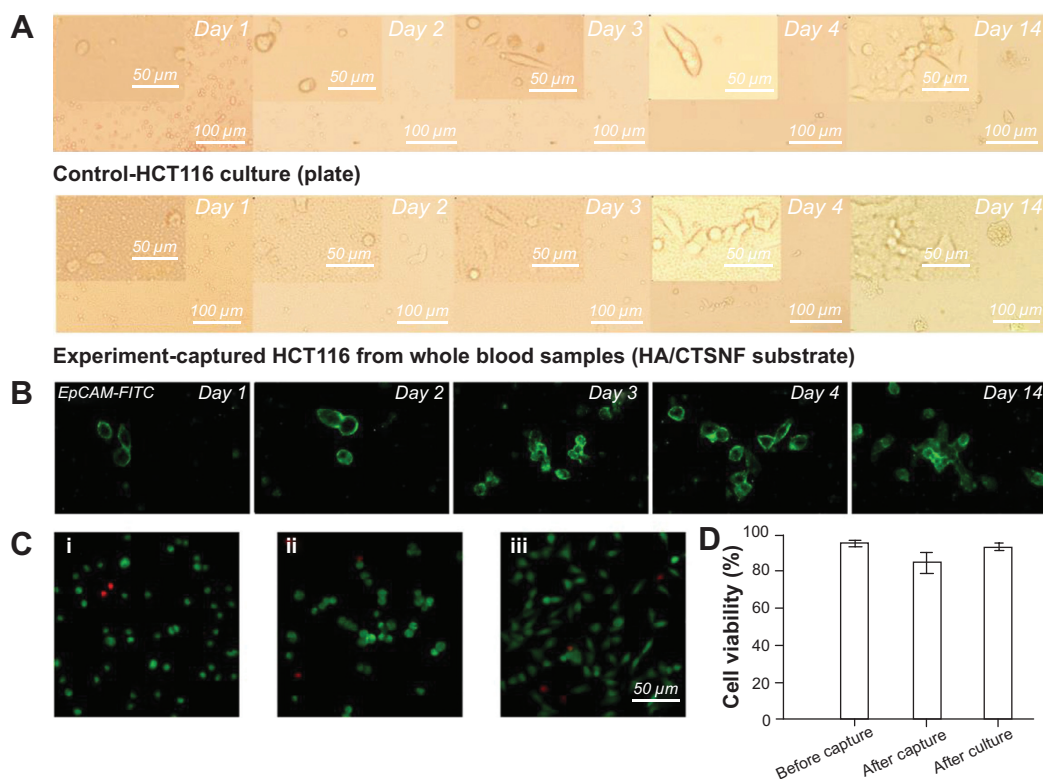 A
Day 1
Day 2
Day 3
Day 4
Day 14
50 µm
50 µm
50 µm
50 µm
50 µm
100 µm
100 µm
100 µm
100 µm
100 µm
Control-HCT116 culture (plate)
Day 1
Day 2
Day 3
Day 4
Day 14
50 µm
50 µm
50 µm
50 µm
50 µm
100 µm
100 µm
100 µm
100 µm
100 µm
Experiment-captured HCT116 from whole blood samples (HA/CTSNF substrate)
B
EpCAM-FITC
Day 1
Day 2
Day 3
Day 4
Day 14
C
i
ii
iii
50 µm
D
Cell viability (%)
100
80
60
40
20
0
Before capture
After capture
After culture